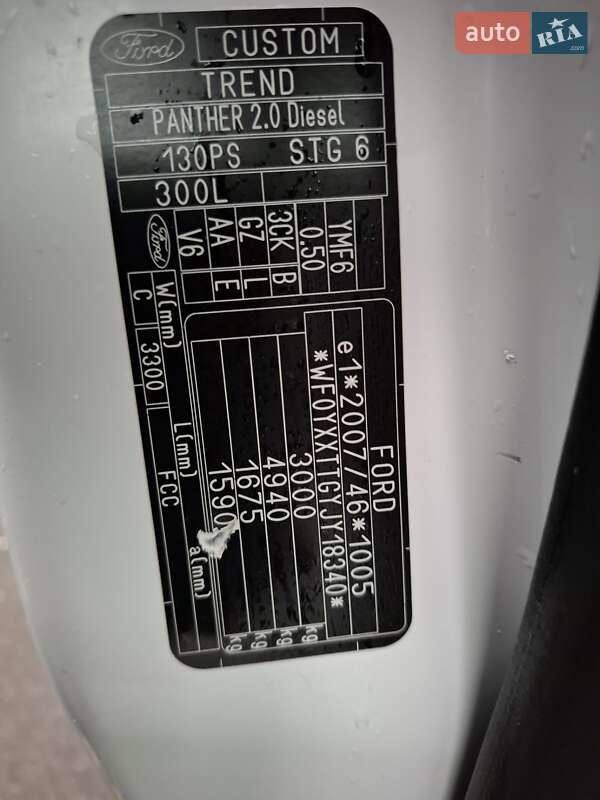 auto RIA.com
Ford CUSTOM
TREND
PANTHER 2.0 Diesel
130PS STG 6
300L
Ford
YMF6
0.50
3CK B
GZ L
AA E
V6
FORD
e1*2007/46*1005
*WF0YXXTTGYJY18340*
3000 kg
4940 kg
1675 kg
1590 kg
W(mm) L(mm) a(mm)
C 3300 FCC